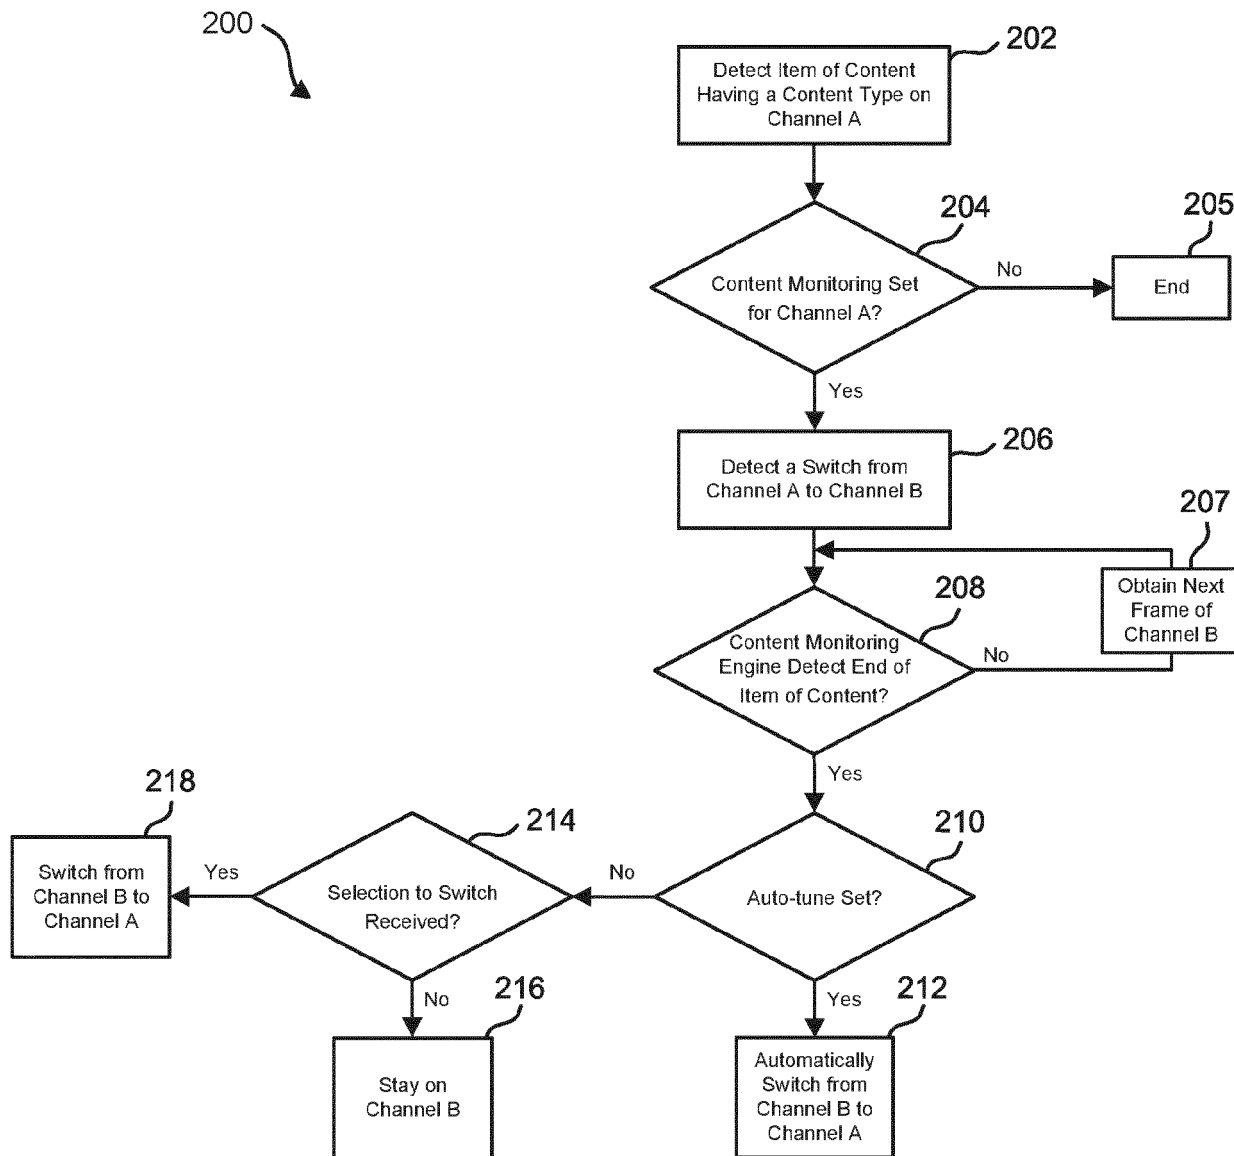 200
202
Detect Item of Content
Having a Content Type on
Channel A
204
Content Monitoring Set
for Channel A?
No
205
End
Yes
206
Detect a Switch from
Channel A to Channel B
207
Obtain Next
Frame of
Channel B
208
Content Monitoring
Engine Detect End of
Item of Content?
No
Yes
210
Auto-tune Set?
No
214
Selection to Switch
Received?
Yes
218
Switch from
Channel B to
Channel A
No
216
Stay on
Channel B
Yes
212
Automatically
Switch from
Channel B to
Channel A